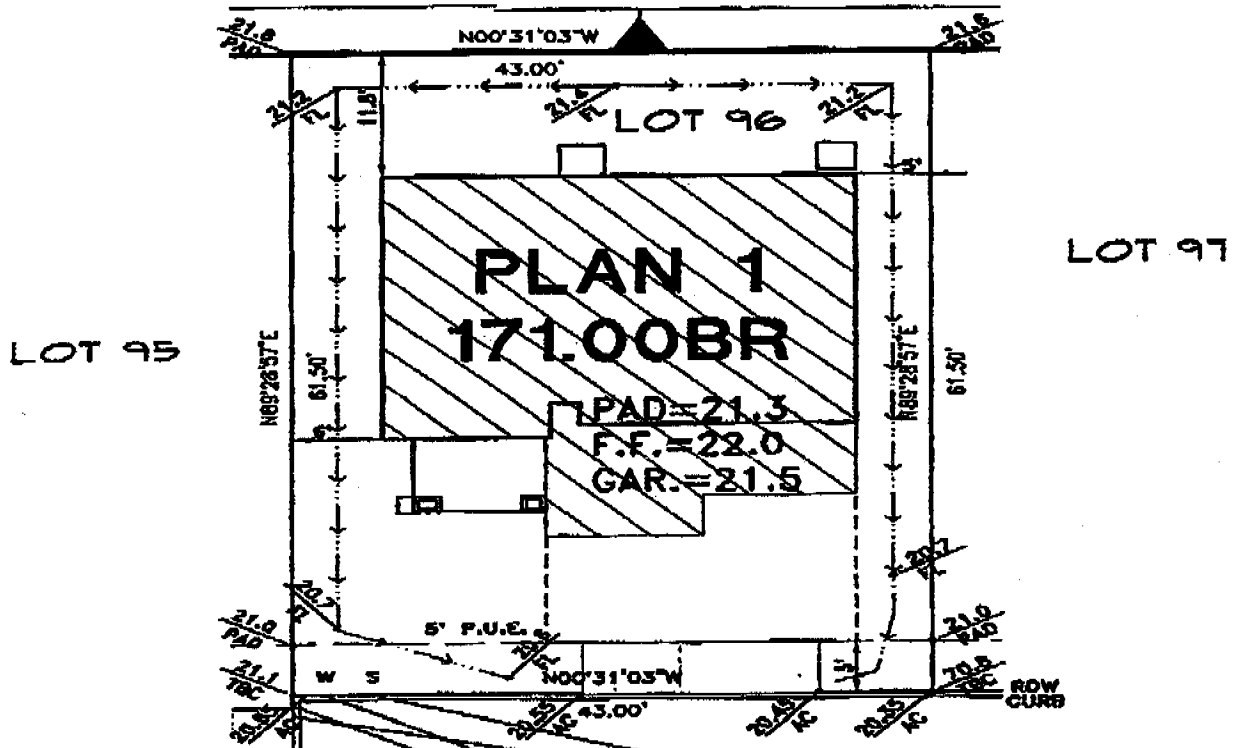 21.6
PAD
N00°31'03"W
21.6
PAD
43.00'
21.2
FL
11.8'
21.4
FL
21.2
FL
LOT 96
PLAN 1
171.00BR
LOT 97
LOT 95
N89°28'57"E
61.50'
N89°28'57"E
61.50'
PAD=21.3
F.F.=22.0
GAR.=21.5
20.7
FL
20.7
FL
21.0
PAD
5' P.U.E.
FL
21.0
PAD
21.1
TBC
W S
N00°31'03"W
20.8
TBC
ROW
CURB
AC
20.55
AC
43.00'
20.45
AC
20.35
AC